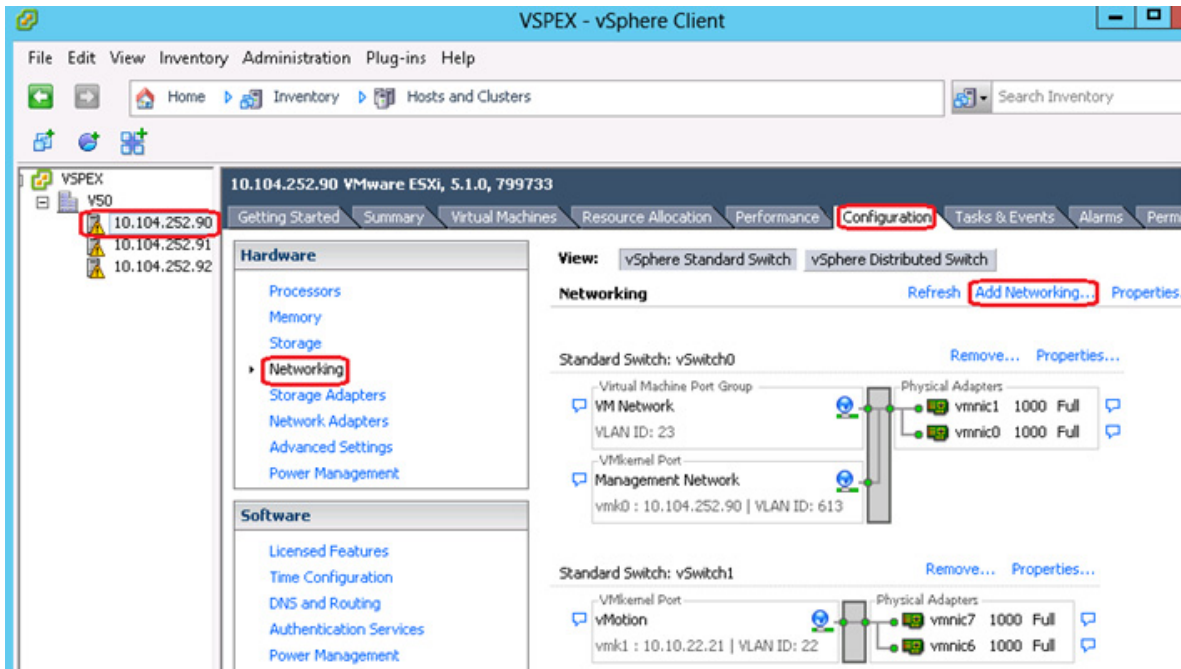 VSPEX - vSphere Client
File Edit View Inventory Administration Plug-ins Help
Home Inventory Hosts and Clusters
Search Inventory
VSPEX
V50
10.104.252.90
10.104.252.91
10.104.252.92
10.104.252.90 VMware ESXi, 5.1.0, 799733
Getting Started Summary Virtual Machines Resource Allocation Performance Configuration Tasks & Events Alarms Perm
Hardware
Processors
Memory
Storage
Networking
Storage Adapters
Network Adapters
Advanced Settings
Power Management
Software
Licensed Features
Time Configuration
DNS and Routing
Authentication Services
Power Management
View: vSphere Standard Switch vSphere Distributed Switch
Networking Refresh Add Networking... Properties.
Standard Switch: vSwitch0 Remove... Properties...
Virtual Machine Port Group
VM Network
VLAN ID: 23
VMkernel Port
Management Network
vmk0 : 10.104.252.90 | VLAN ID: 613
Physical Adapters
vmnic1 1000 Full
vmnic0 1000 Full
Standard Switch: vSwitch1 Remove... Properties...
VMkernel Port
vMotion
vmk1 : 10.10.22.21 | VLAN ID: 22
Physical Adapters
vmnic7 1000 Full
vmnic6 1000 Full